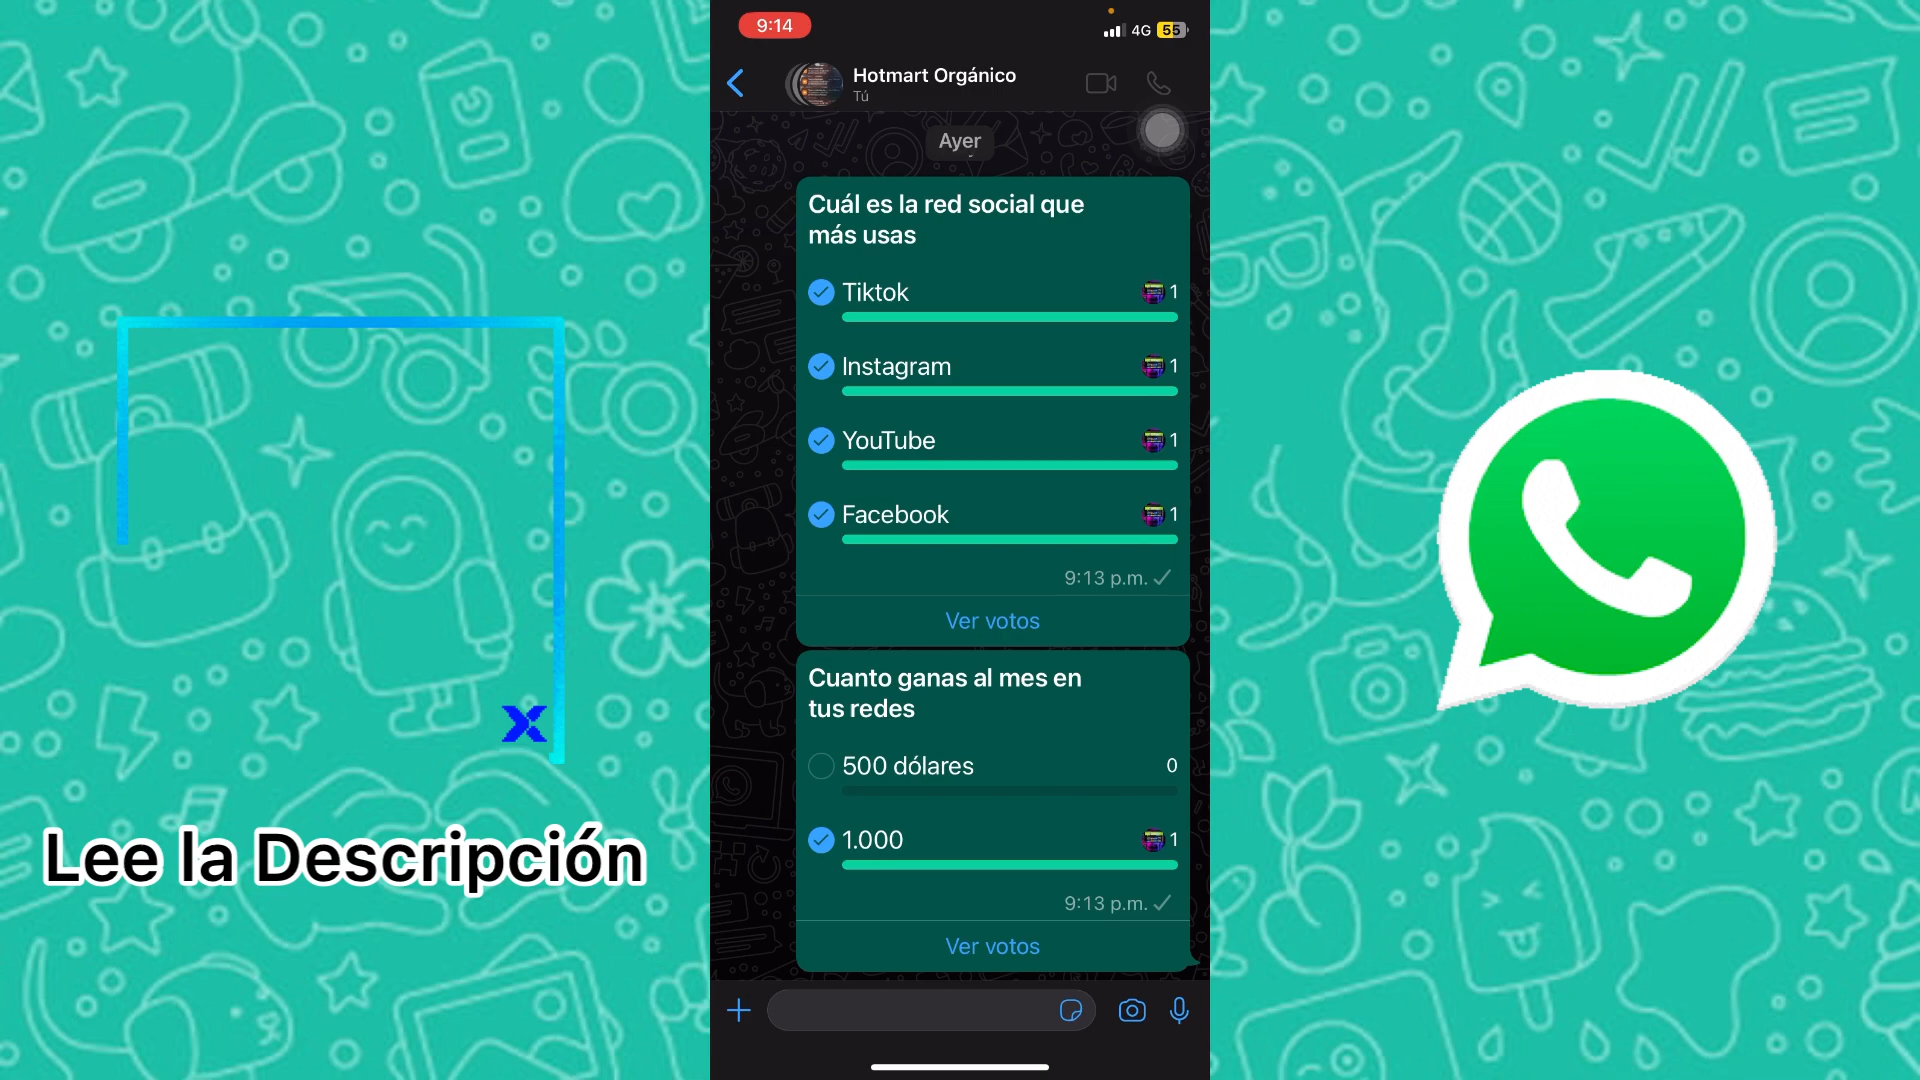 9:14
4G 55
Hotmart Orgánico
Tú
Ayer
Cuál es la red social que
más usas
Tiktok 1
Instagram 1
YouTube 1
Facebook 1
9:13 p.m.
Ver votos
Cuanto ganas al mes en
tus redes
500 dólares 0
1.000 1
9:13 p.m.
Ver votos
Lee la Descripción